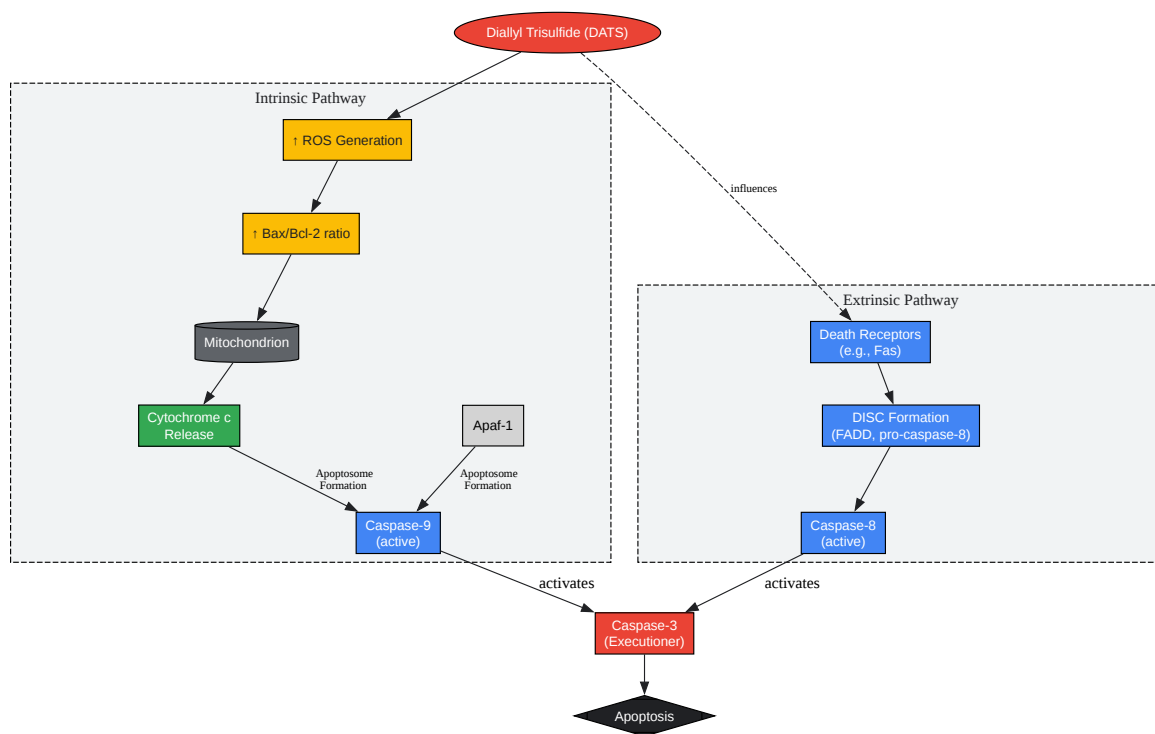 Diallyl Trisulfide (DATS)
Intrinsic Pathway
↑ ROS Generation
influences
↑ Bax/Bcl-2 ratio
Extrinsic Pathway
Mitochondrion
Death Receptors
(e.g., Fas)
Cytochrome c
Release
Apaf-1
DISC Formation
(FADD, pro-caspase-8)
Apoptosome
Formation
Apoptosome
Formation
Caspase-9
(active)
Caspase-8
(active)
activates
activates
Caspase-3
(Executioner)
Apoptosis